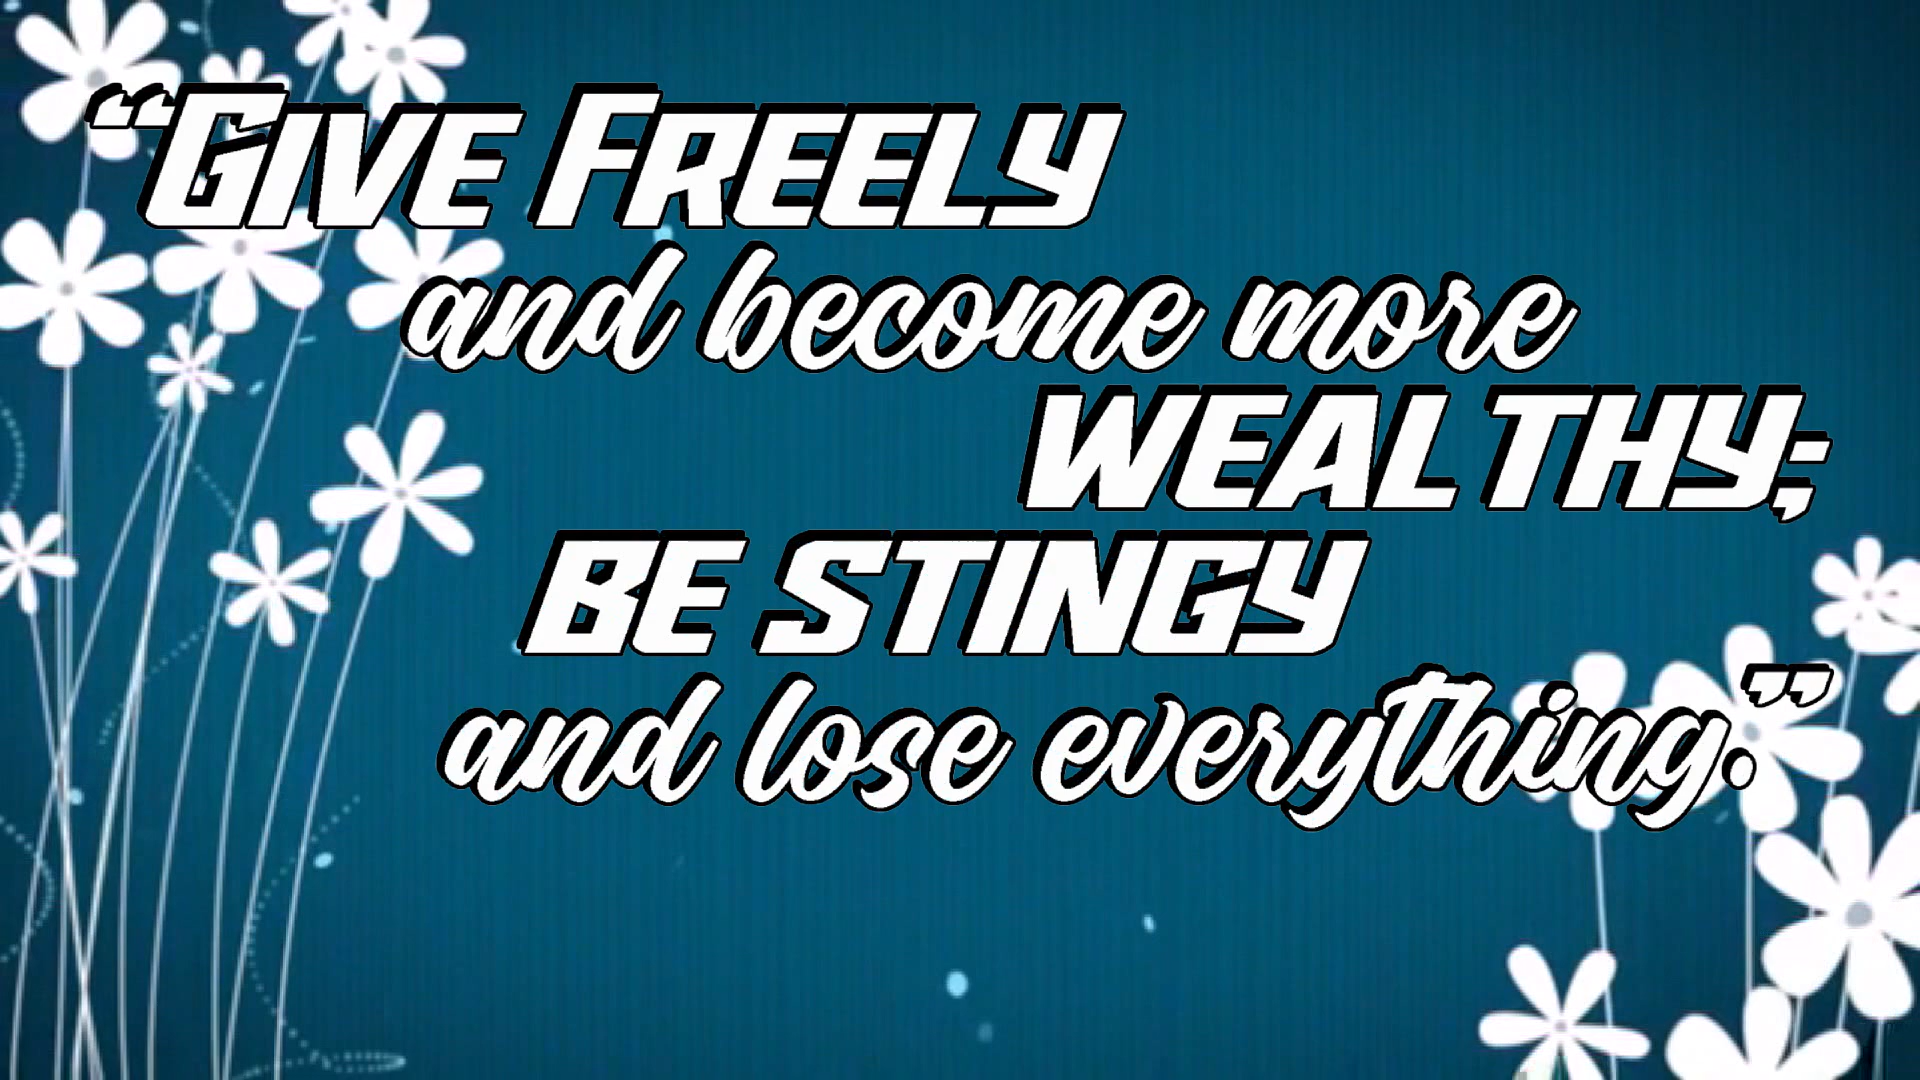 “GIVE FREELY
and become more
WEALTHY;
BE STINGY
and lose everything.”